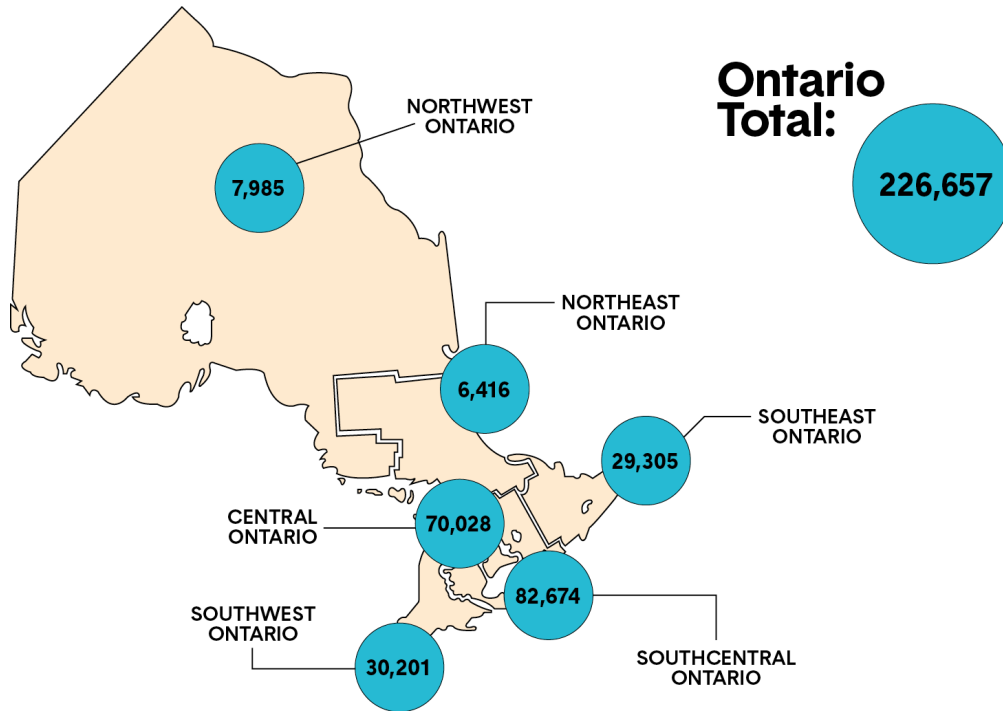 Ontario
Total:
226,657
NORTHWEST
ONTARIO
7,985
NORTHEAST
ONTARIO
6,416
SOUTHEAST
ONTARIO
29,305
CENTRAL
ONTARIO
70,028
82,674
SOUTHWEST
ONTARIO
30,201
SOUTHCENTRAL
ONTARIO